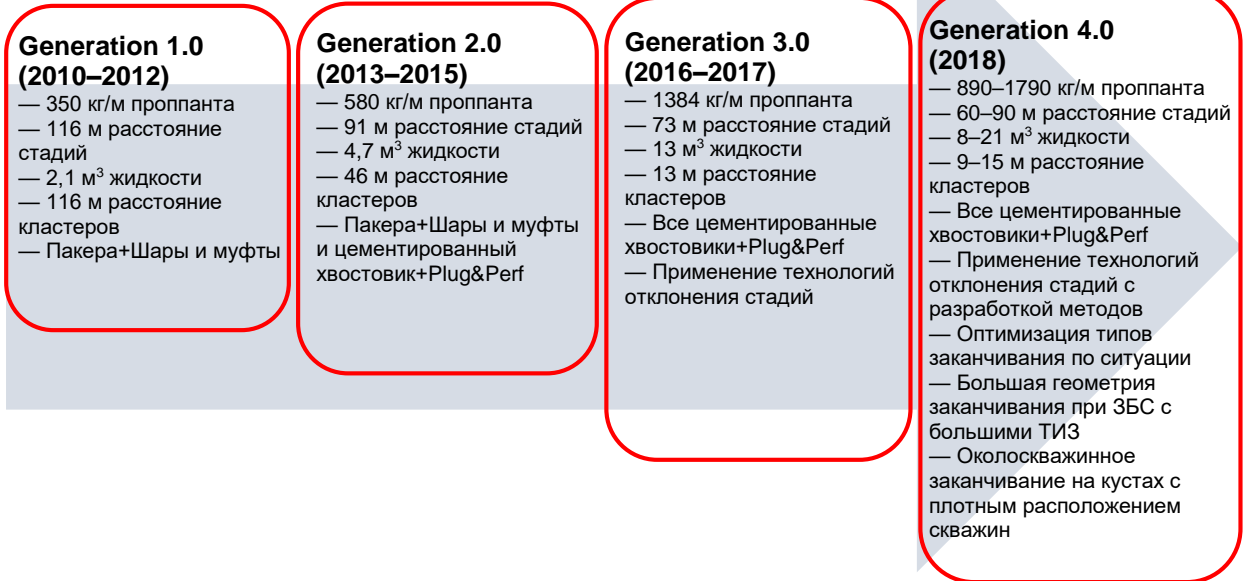 Generation 1.0
(2010–2012)
— 350 кг/м проппанта
— 116 м расстояние
стадий
— 2,1 м³ жидкости
— 116 м расстояние
кластеров
— Пакера+Шары и муфты
Generation 2.0
(2013–2015)
— 580 кг/м проппанта
— 91 м расстояние стадий
— 4,7 м³ жидкости
— 46 м расстояние
кластеров
— Пакера+Шары и муфты
и цементированный
хвостовик+Plug&Perf
Generation 3.0
(2016–2017)
— 1384 кг/м проппанта
— 73 м расстояние стадий
— 13 м³ жидкости
— 13 м расстояние
кластеров
— Все цементированные
хвостовики+Plug&Perf
— Применение технологий
отклонения стадий
Generation 4.0
(2018)
— 890–1790 кг/м проппанта
— 60–90 м расстояние стадий
— 8–21 м³ жидкости
— 9–15 м расстояние
кластеров
— Все цементированные
хвостовики+Plug&Perf
— Применение технологий
отклонения стадий с
разработкой методов
— Оптимизация типов
заканчивания по ситуации
— Большая геометрия
заканчивания при ЗБС с
большими ТИЗ
— Околоскважинное
заканчивание на кустах с
плотным расположением
скважин